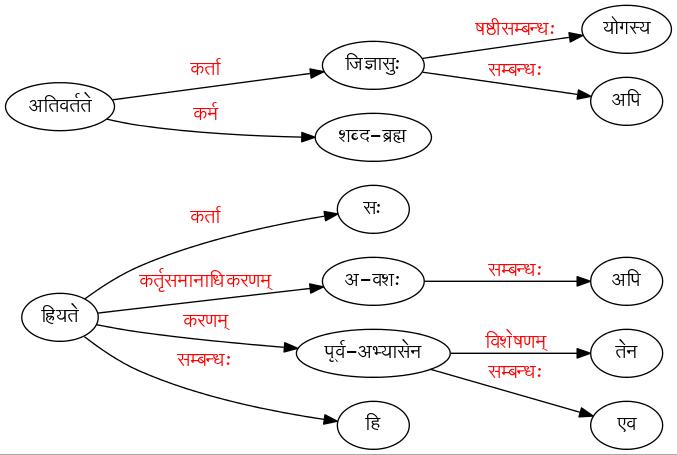 षष्ठीसम्बन्धः योगस्य
कर्ता जिज्ञासुः सम्बन्धः
अतिवर्तते अपि
कर्म शब्द-ब्रह्म
कर्ता सः
कर्तृसमानाधिकरणम् अ-वशः सम्बन्धः अपि
ह्रियते करणम्
पूर्व-अभ्यासेन विशेषणम् तेन
सम्बन्धः सम्बन्धः
हि एव